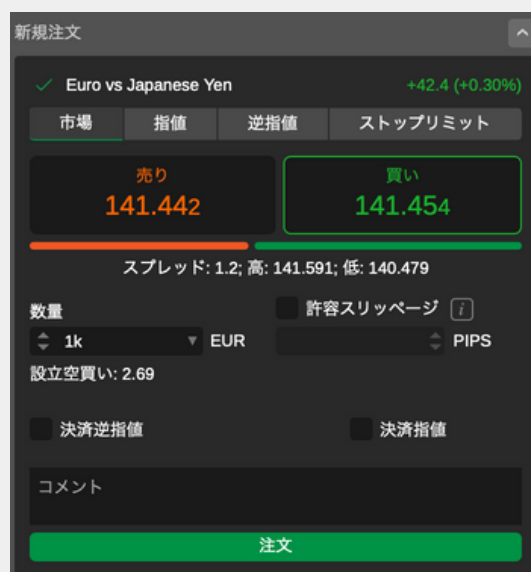 新規注文
Euro vs Japanese Yen +42.4 (+0.30%)
市場 指値 逆指値 ストップリミット
売り 買い
141.442 141.454
スプレッド: 1.2; 高: 141.591; 低: 140.479
数量 許容スリッページ i
1k EUR PIPS
設立空買い: 2.69
決済逆指値 決済指値
コメント
注文